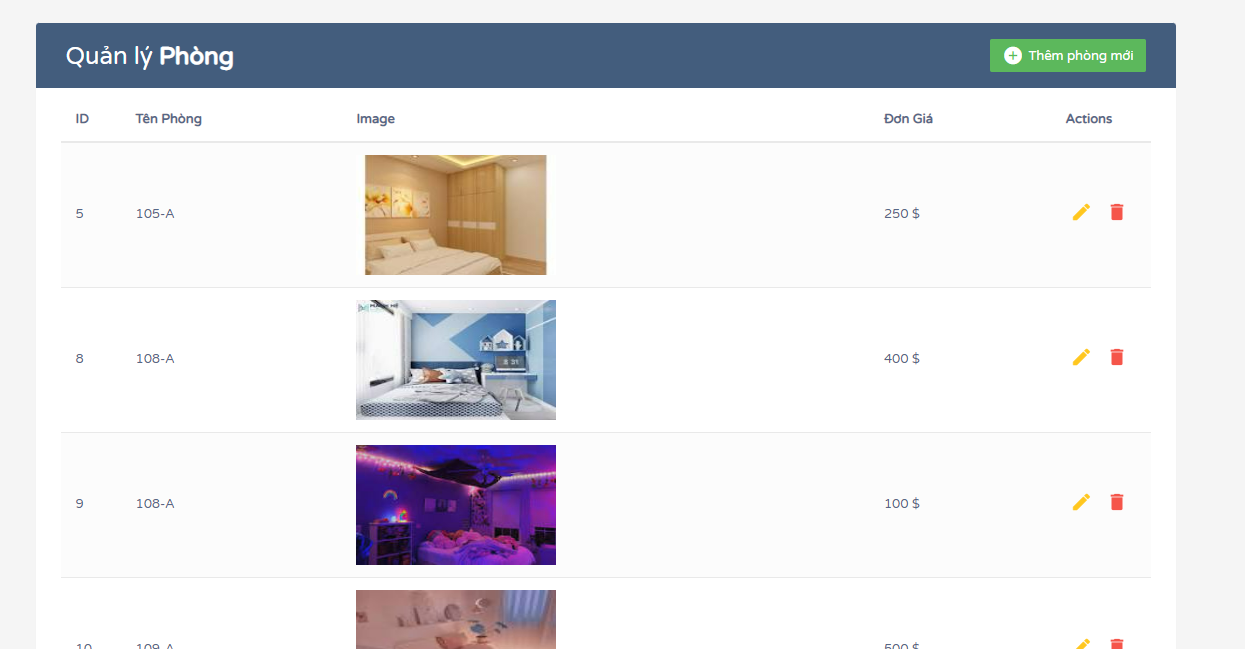 Quản lý Phòng
Thêm phòng mới
ID Tên Phòng Image Đơn Giá Actions
5 105-A 250 $
8 108-A 400 $
9 108-A 100 $
10 109-A 500 $